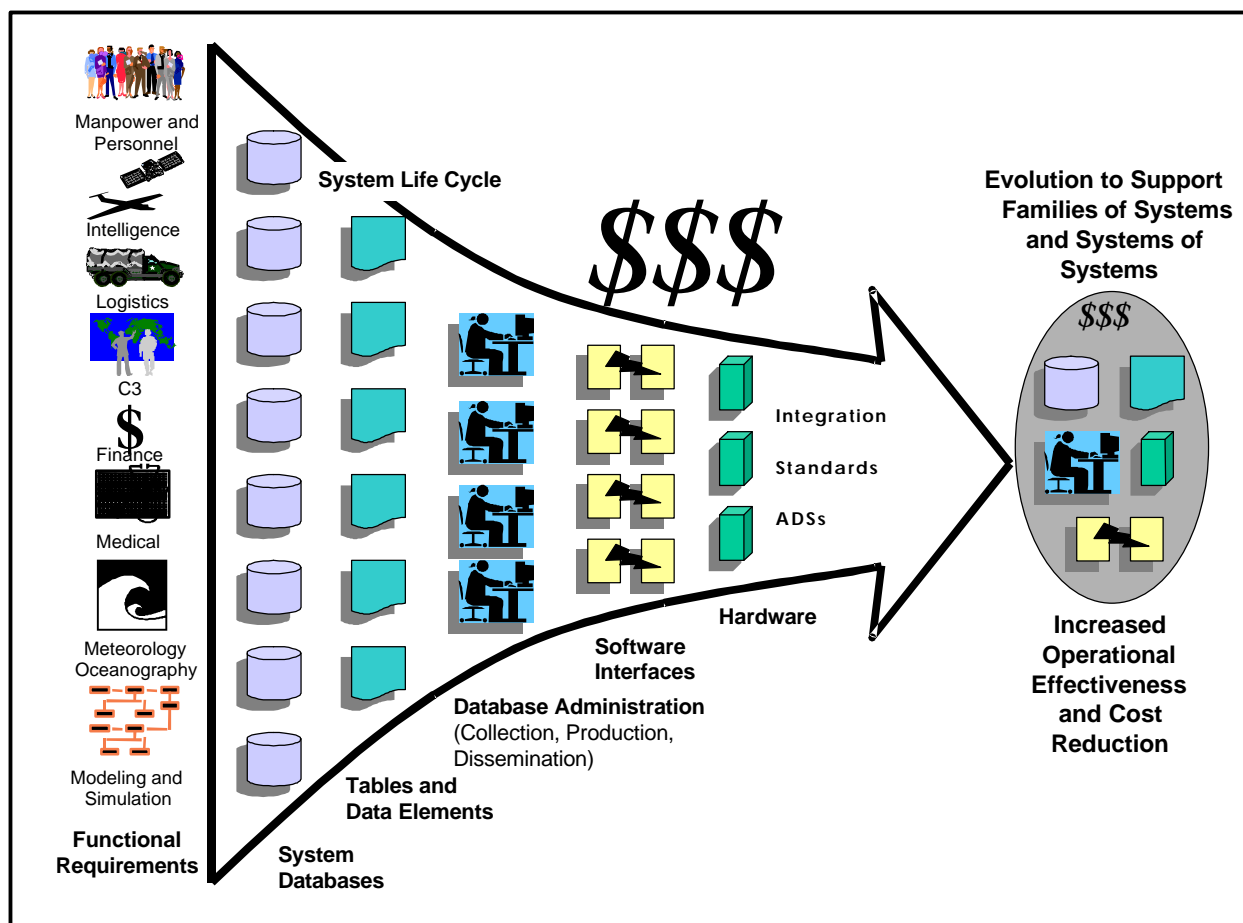 Manpower and
Personnel
Intelligence
Logistics
C3
$
Finance
Medical
Meteorology
Oceanography
Modeling and
Simulation
Functional
Requirements
System Life Cycle
$$$
System
Databases
Tables and
Data Elements
Database Administration
(Collection, Production,
Dissemination)
Software
Interfaces
Hardware
Integration
Standards
ADSs
Evolution to Support
Families of Systems
and Systems of
Systems
$$$
Increased
Operational
Effectiveness
and Cost
Reduction